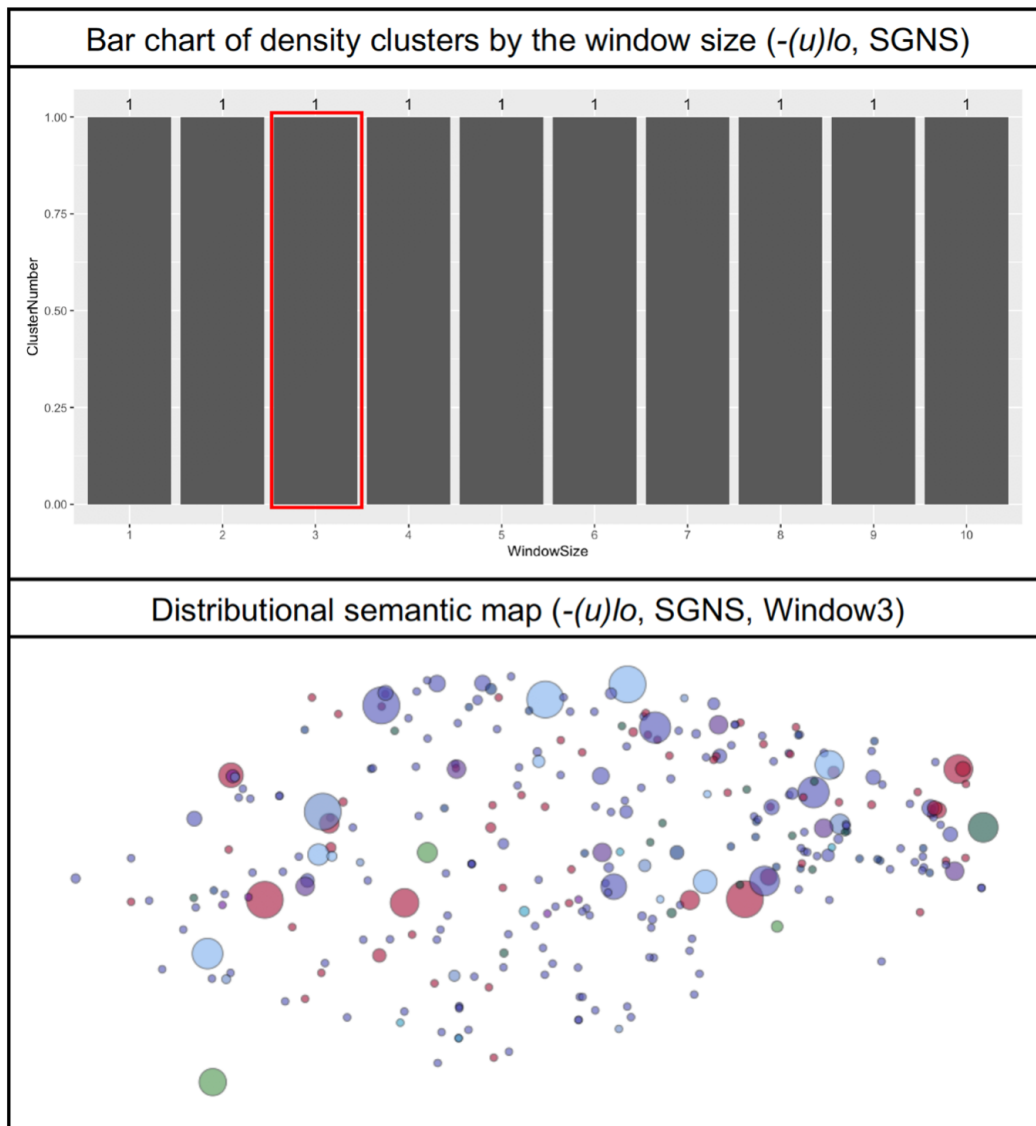 Bar chart of density clusters by the window size (-(u)lo, SGNS)
1 1 1 1 1 1 1 1 1 1
1.00
0.75
0.50
0.25
0.00
ClusterNumber
1 2 3 4 5 6 7 8 9 10
WindowSize
Distributional semantic map (-(u)lo, SGNS, Window3)